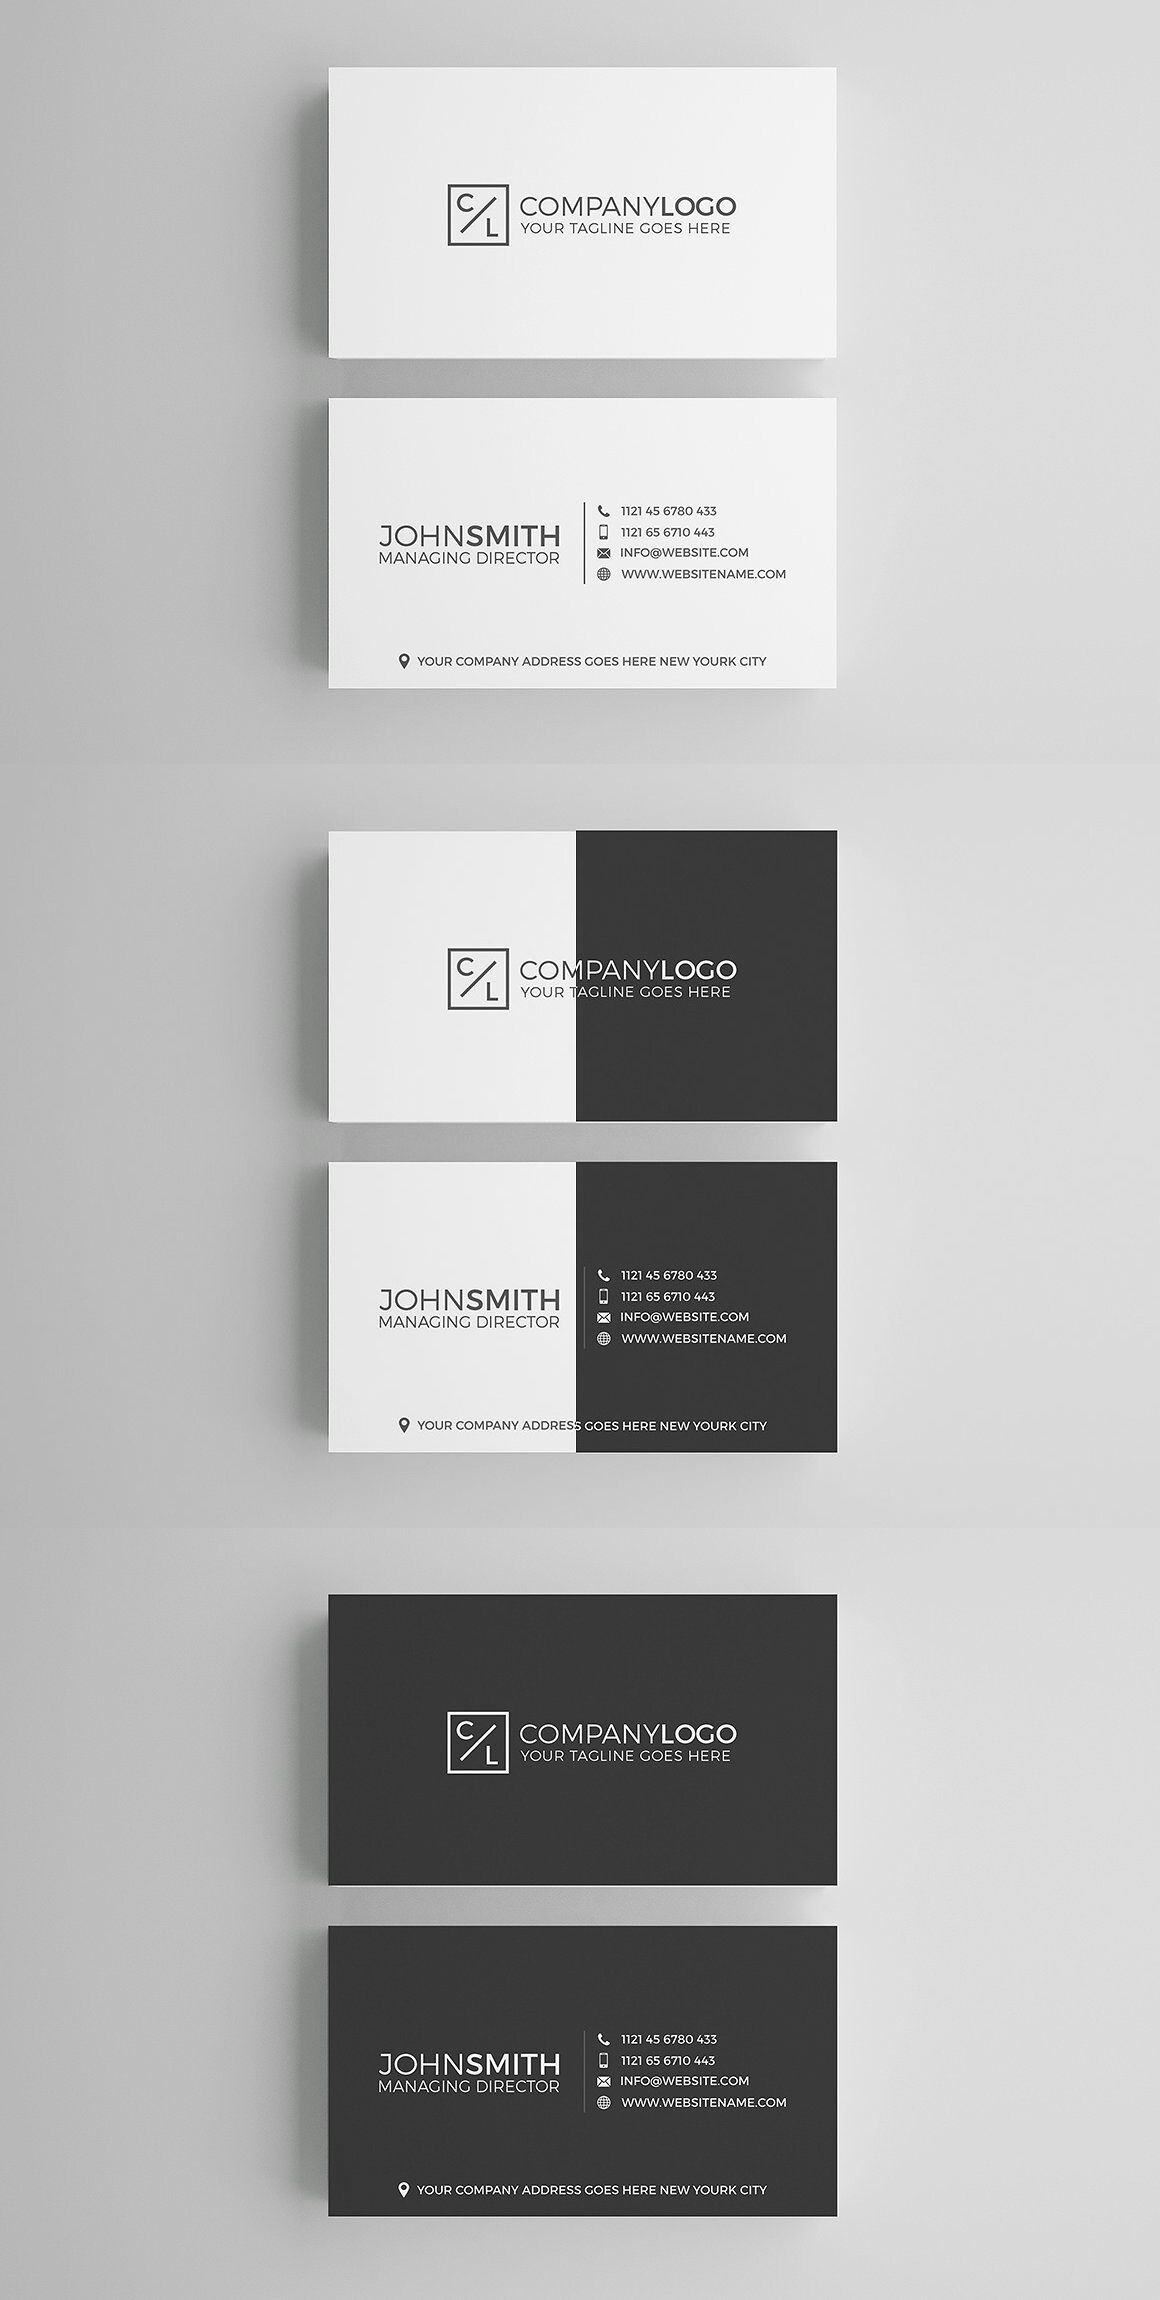 C
L
COMPANYLOGO
YOUR TAGLINE GOES HERE
JOHNSMITH
MANAGING DIRECTOR
1121 45 6780 433
1121 65 6710 443
INFO@WEBSITE.COM
WWW.WEBSITENAME.COM
YOUR COMPANY ADDRESS GOES HERE NEW YOURK CITY
C
L
COMPANYLOGO
YOUR TAGLINE GOES HERE
JOHNSMITH
MANAGING DIRECTOR
1121 45 6780 433
1121 65 6710 443
INFO@WEBSITE.COM
WWW.WEBSITENAME.COM
YOUR COMPANY ADDRESS GOES HERE NEW YOURK CITY
C
L
COMPANYLOGO
YOUR TAGLINE GOES HERE
JOHNSMITH
MANAGING DIRECTOR
1121 45 6780 433
1121 65 6710 443
INFO@WEBSITE.COM
WWW.WEBSITENAME.COM
YOUR COMPANY ADDRESS GOES HERE NEW YOURK CITY